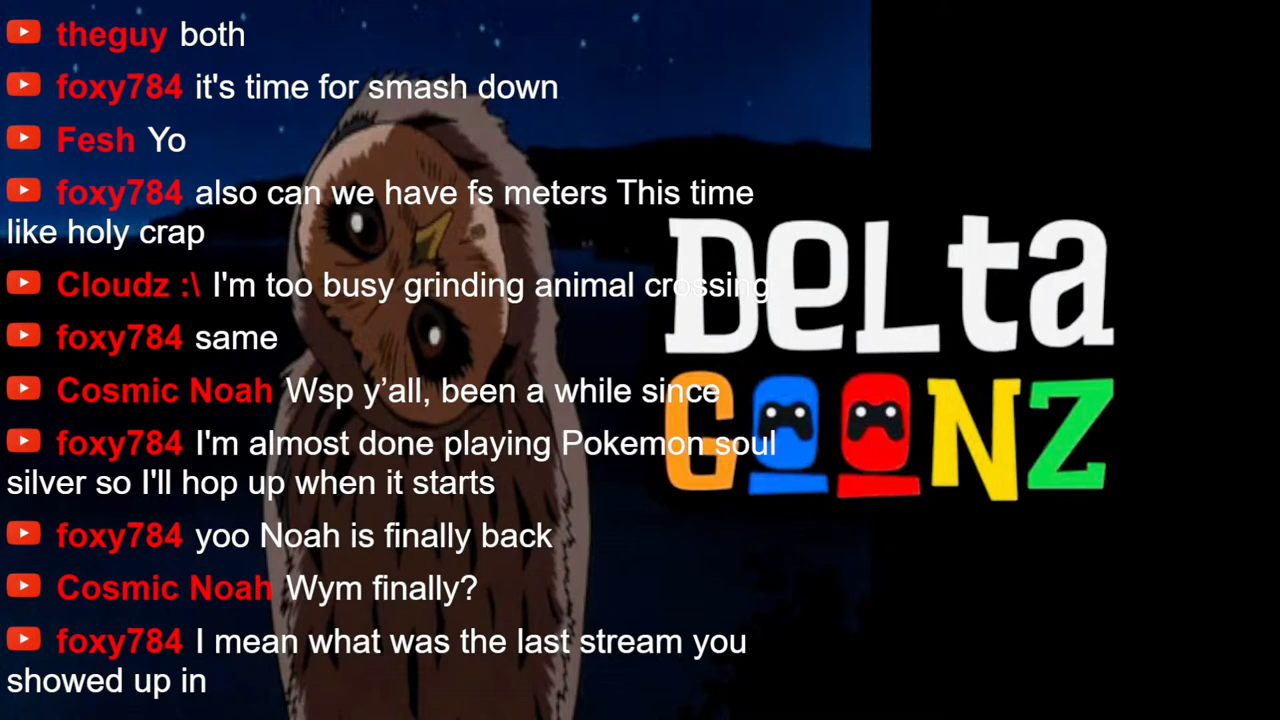 theguy both
foxy784 it's time for smash down
Fesh Yo
foxy784 also can we have fs meters This time
like holy crap
Cloudz :\ I'm too busy grinding animal crossing
foxy784 same
Cosmic Noah Wsp y’all, been a while since
foxy784 I'm almost done playing Pokemon soul
silver so I'll hop up when it starts
foxy784 yoo Noah is finally back
Cosmic Noah Wym finally?
foxy784 I mean what was the last stream you
showed up in
DeLta
GOONZ